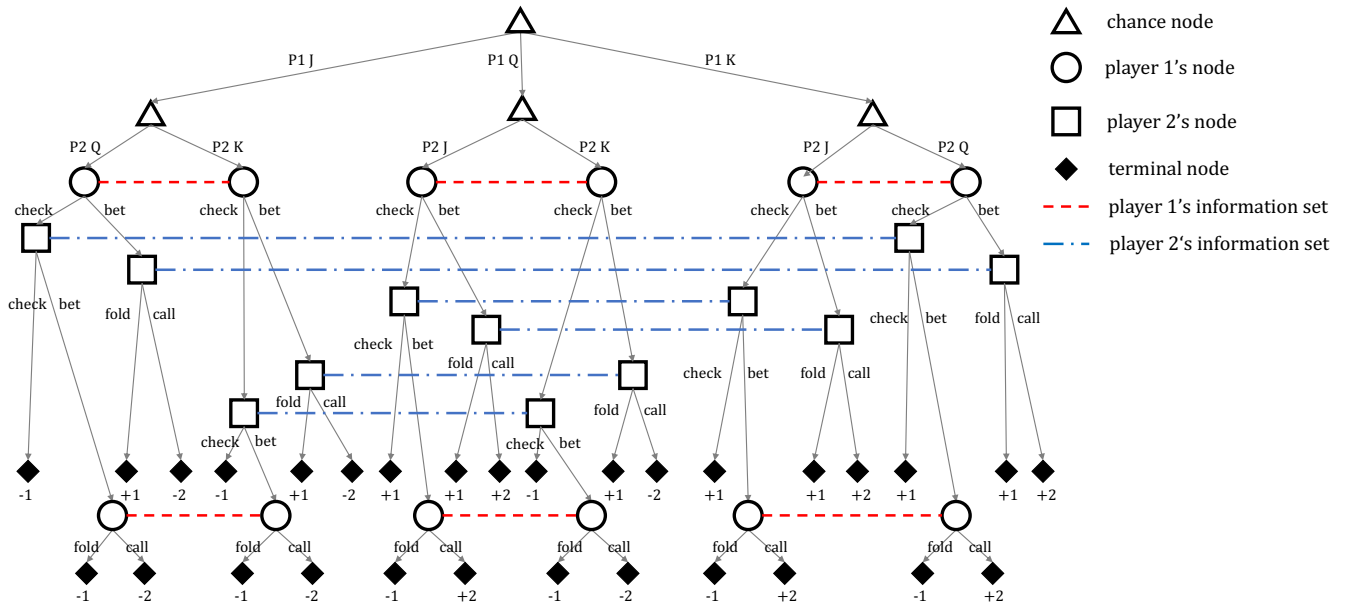 chance node
P1 J
P1 Q
P1 K
player 1's node
player 2's node
P2 Q
P2 K
P2 J
P2 K
P2 J
P2 Q
terminal node
check
bet
check
bet
check
bet
check
bet
check
bet
check
bet
player 1's information set
player 2‘s information set
check
bet
fold
call
check
bet
fold
call
check
bet
fold
call
check
bet
fold
call
fold
call
fold
call
check
bet
check
bet
-1
+1
-2
-1
+1
-2
+1
+1
+2
-1
+1
-2
+1
+1
+2
+1
+1
+2
fold
call
fold
call
fold
call
fold
call
fold
call
fold
call
-1
-2
-1
-2
-1
+2
-1
-2
-1
+2
-1
+2